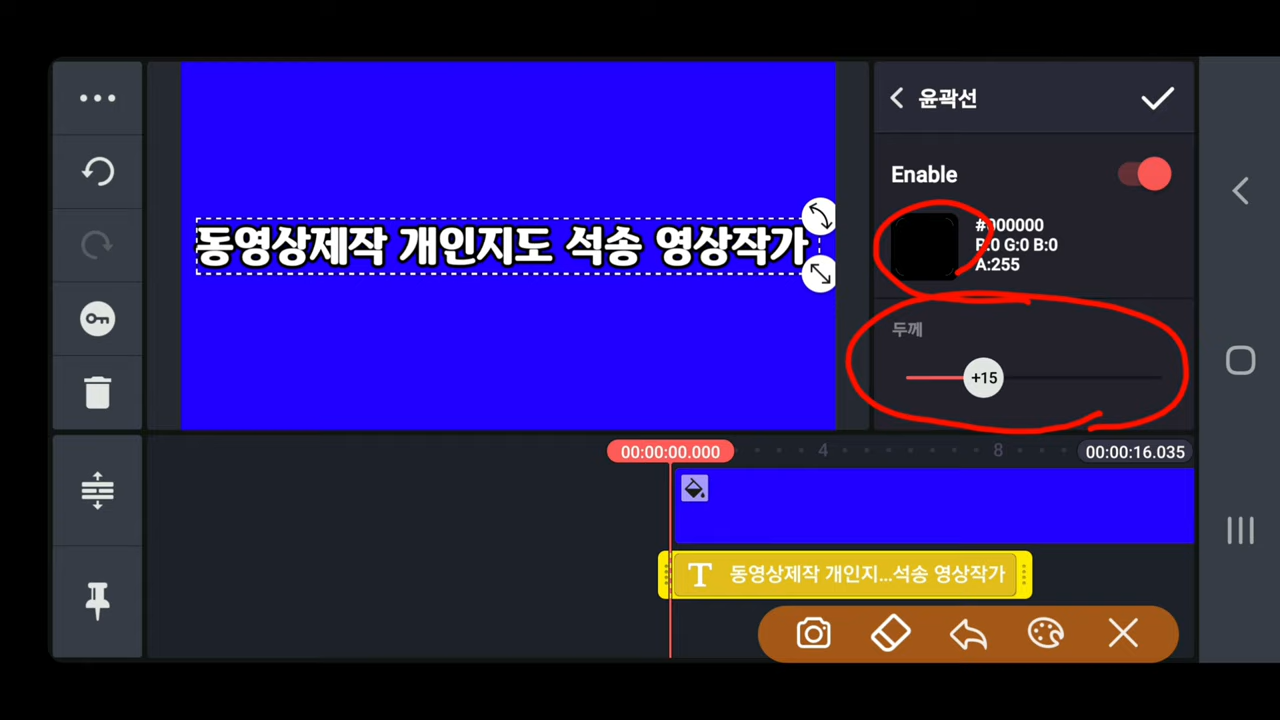 윤곽선
Enable
#000000
R:0 G:0 B:0
A:255
동영상제작 개인지도 석송 영상작가
두께
+15
00:00:00.000
4
8
00:00:16.035
T
동영상제작 개인지...석송 영상작가